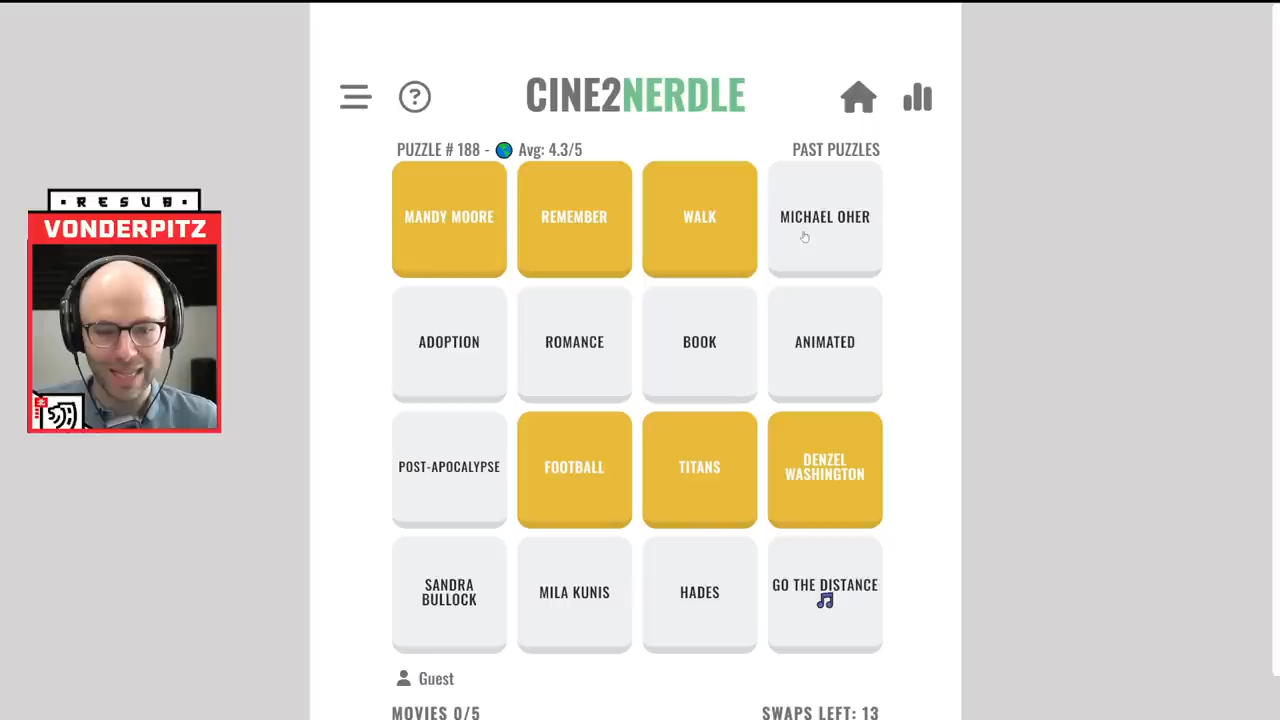 CINE2NERDLE
PUZZLE # 188 - Avg: 4.3/5
PAST PUZZLES
RESUB
VONDERPITZ
MANDY MOORE
REMEMBER
WALK
MICHAEL OHER
ADOPTION
ROMANCE
BOOK
ANIMATED
POST-APOCALYPSE
FOOTBALL
TITANS
DENZEL
WASHINGTON
SANDRA
BULLOCK
MILA KUNIS
HADES
GO THE DISTANCE
Guest
MOVIES 0/5
SWAPS LEFT: 13